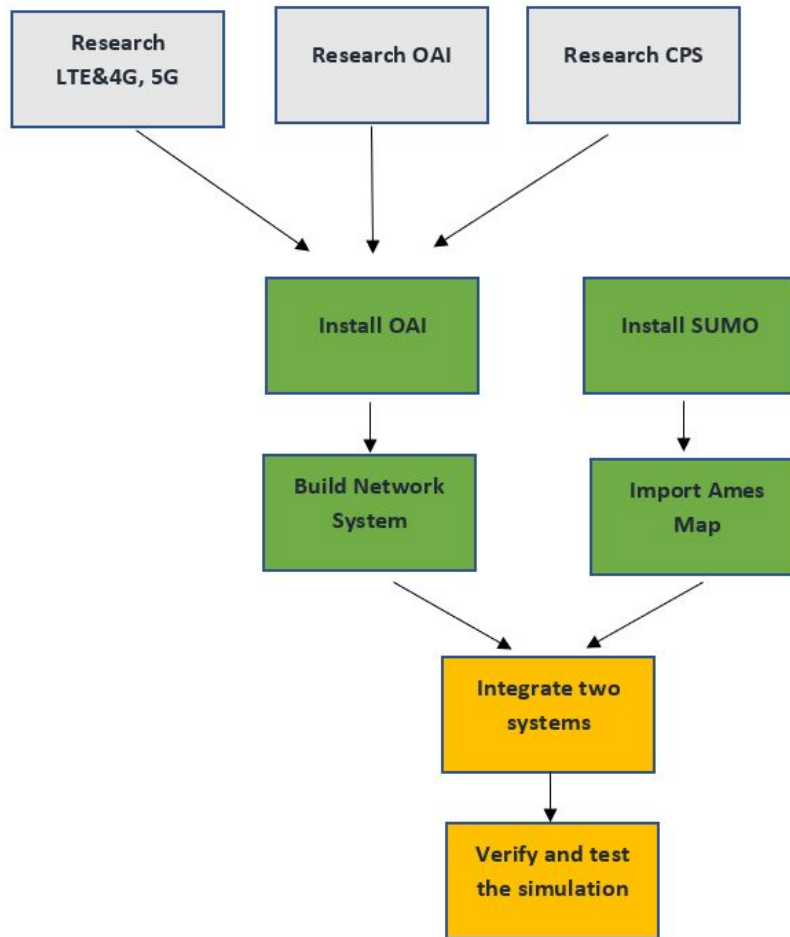 Research
LTE&4G, 5G
Research OAI
Research CPS
Install OAI
Install SUMO
Build Network
System
Import Ames
Map
Integrate two
systems
Verify and test
the simulation